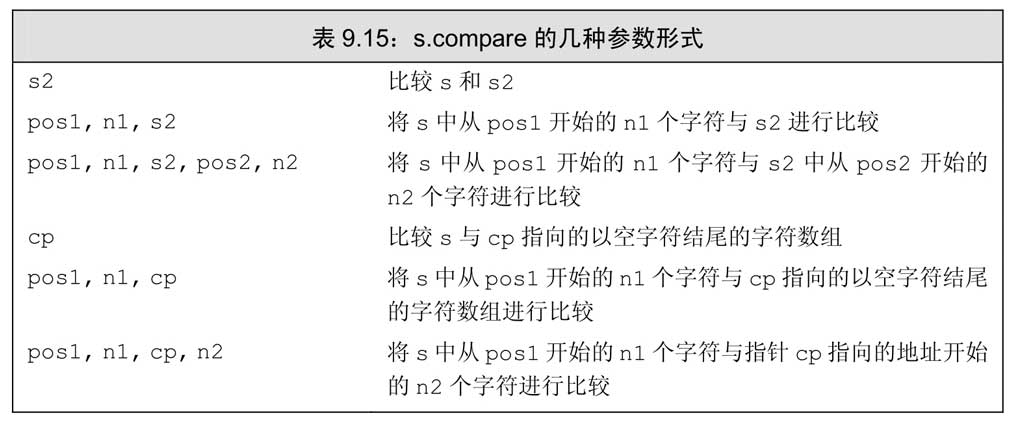 表 9.15：s.compare 的几种参数形式
s2 比较 s 和 s2
pos1, n1, s2 将 s 中从 pos1 开始的 n1 个字符与 s2 进行比较
pos1, n1, s2, pos2, n2 将 s 中从 pos1 开始的 n1 个字符与 s2 中从 pos2 开始的
n2 个字符进行比较
cp 比较 s 与 cp 指向的以空字符结尾的字符数组
pos1, n1, cp 将 s 中从 pos1 开始的 n1 个字符与 cp 指向的以空字符结尾
的字符数组进行比较
pos1, n1, cp, n2 将 s 中从 pos1 开始的 n1 个字符与指针 cp 指向的地址开始
的 n2 个字符进行比较